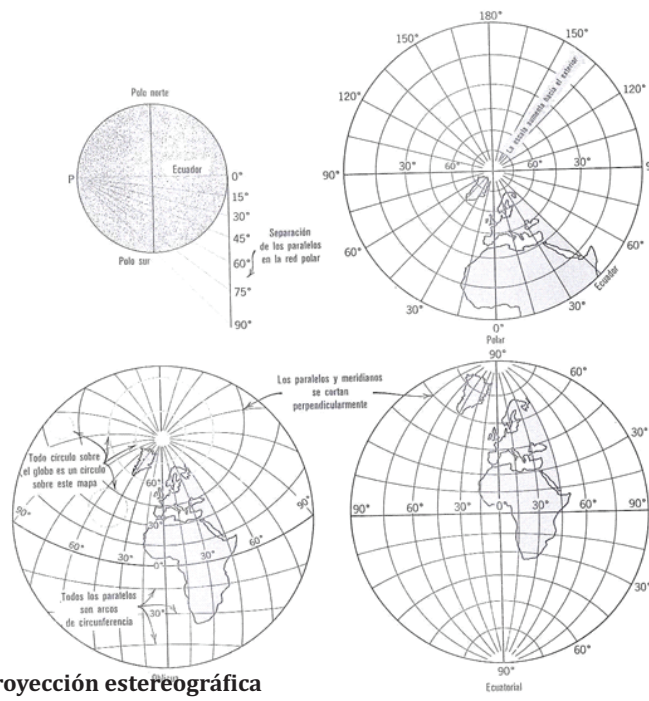 Polo norte
P
Ecuador
0°
15°
30°
45°
60°
75°
90°
Polo sur
Separación
de los paralelos
en la red polar
180°
150°
150°
120°
120°
90°
30°
60°
60°
30°
9
60°
60°
30°
30°
0°
La escala aumenta hacia el exterior
Ecuador
Polar
Los paralelos y meridianos
se cortan
perpendicularmente
Todo círculo sobre
el globo es un círculo
sobre este mapa
60°
30°
90°
60°
30°
0°
30°
60°
90°
30°
Todos los paralelos
son arcos
de circunferencia
Oblicua
90°
60°
30°
90°
60°
30°
0°
30°
60°
90°
30°
60°
90°
Ecuatorial
royección estereográfica